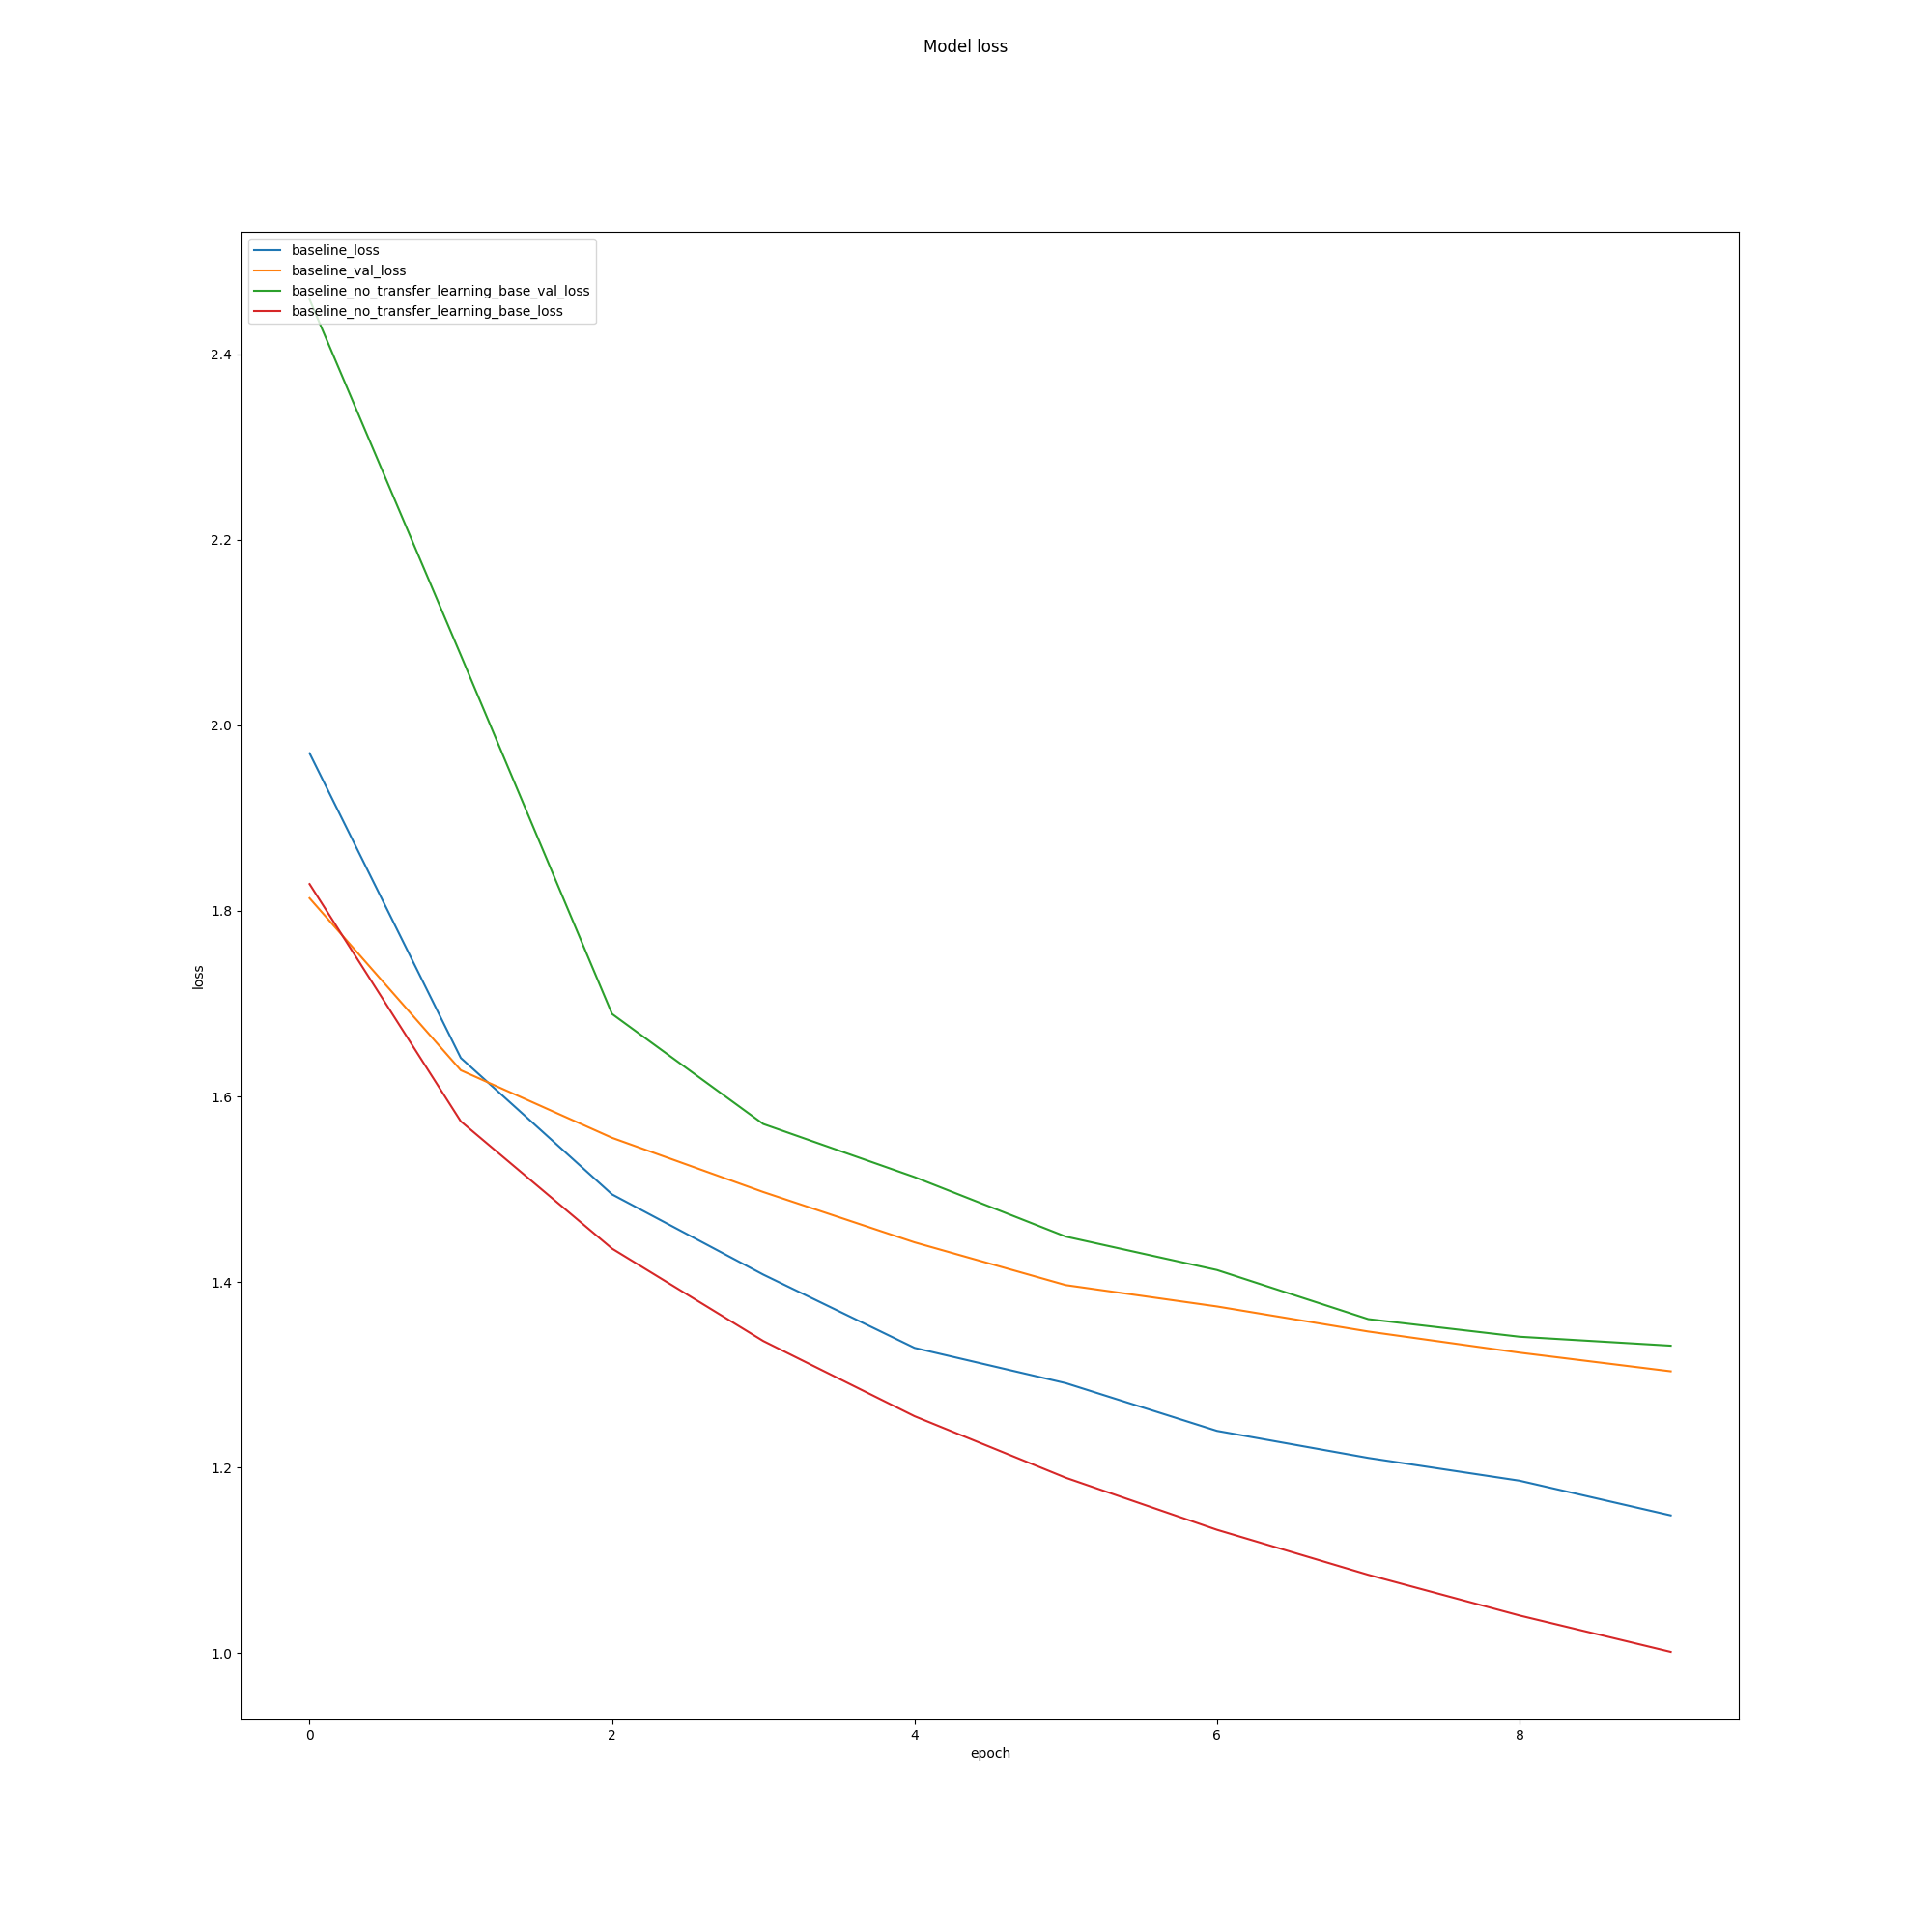 Model loss
baseline_loss
baseline_val_loss
baseline_no_transfer_learning_base_val_loss
baseline_no_transfer_learning_base_loss
2.4
2.2
2.0
1.8
1.6
1.4
1.2
1.0
loss
0 2 4 6 8
epoch